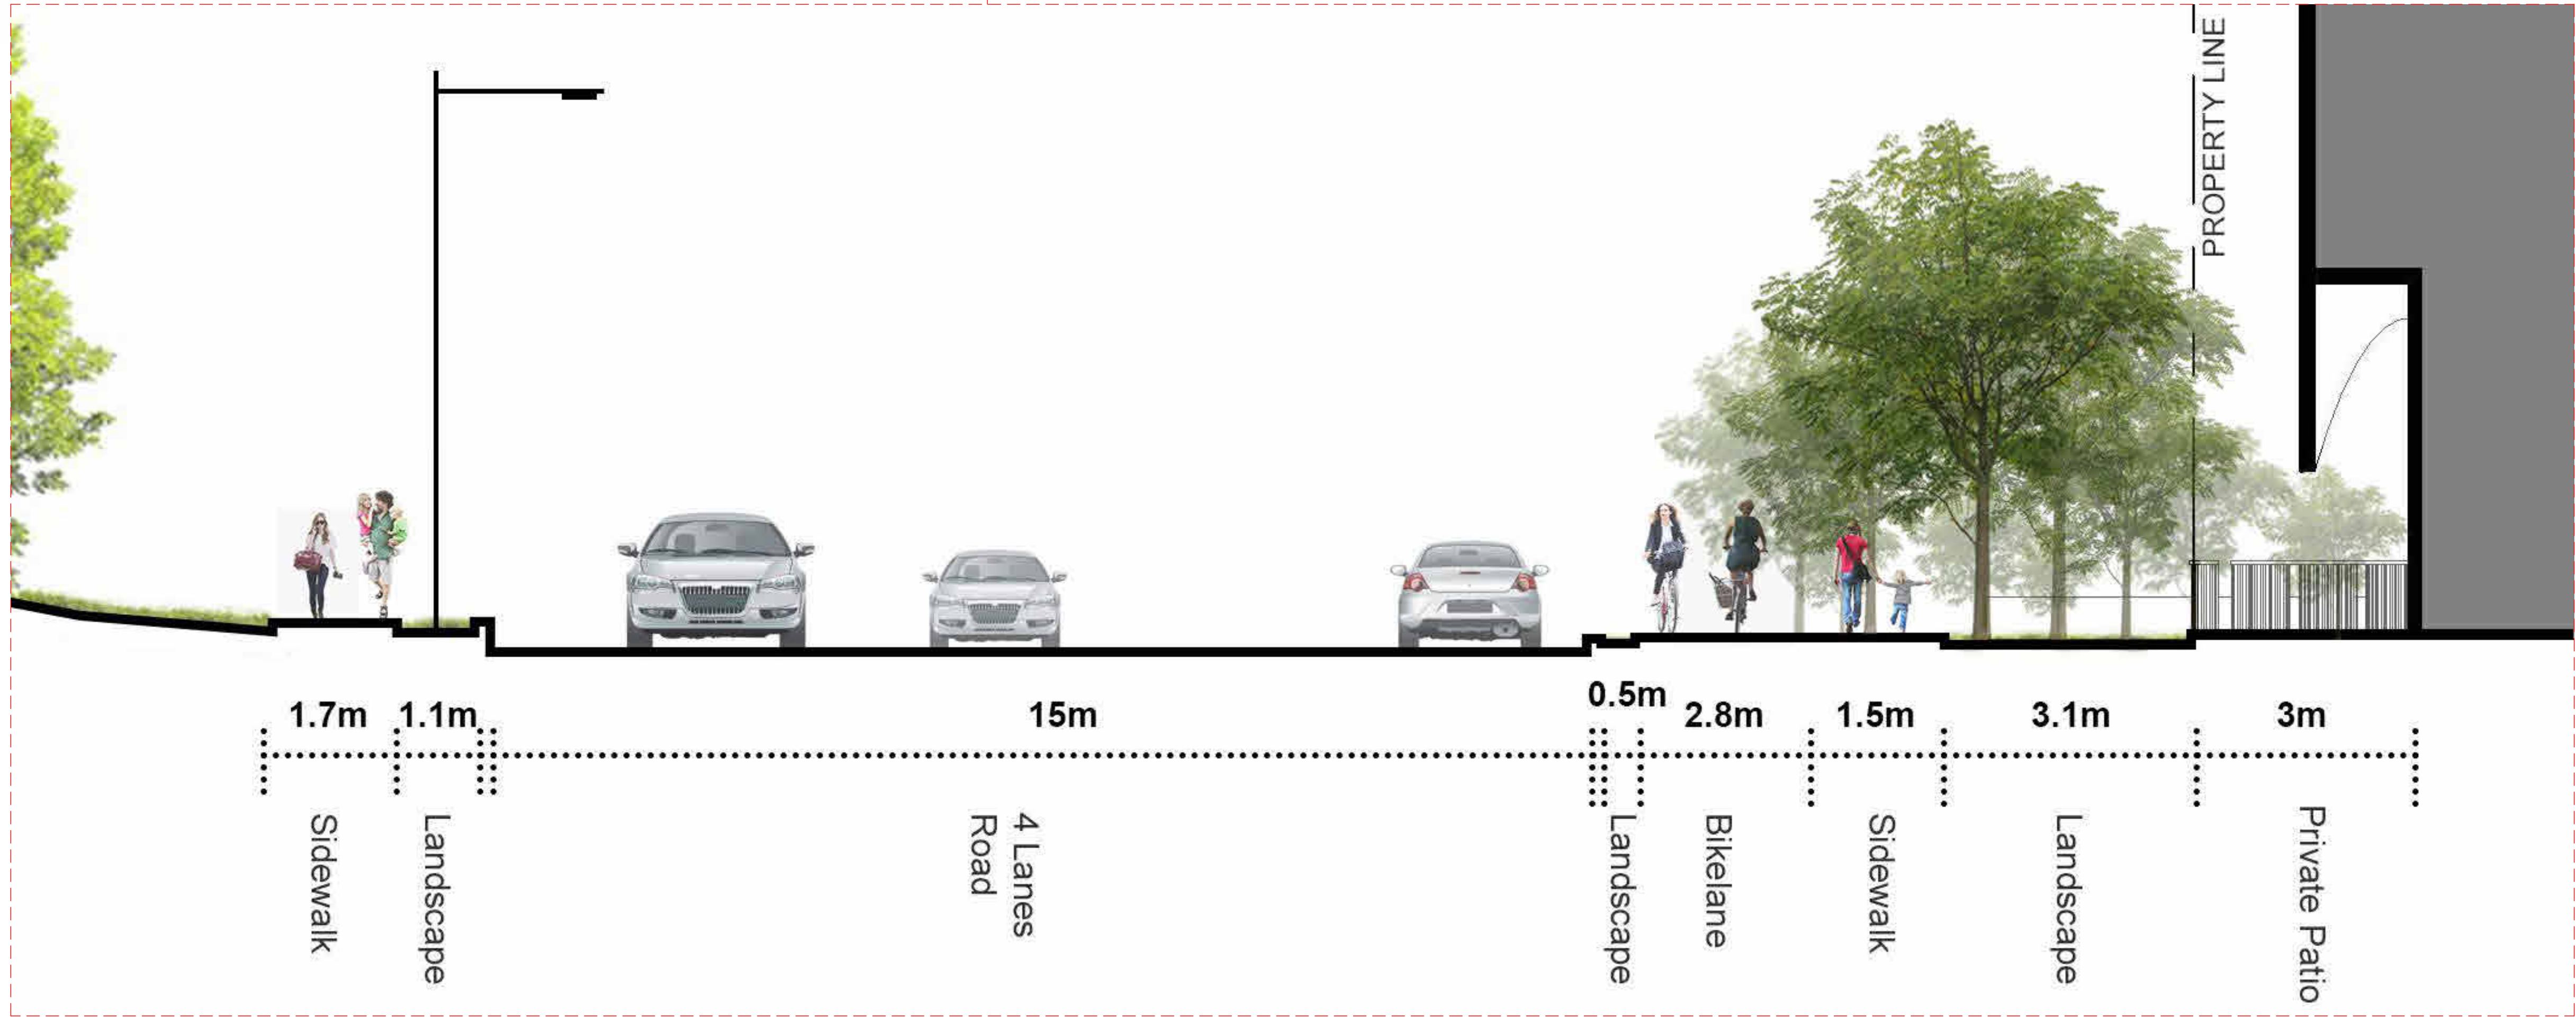 PROPERTY LINE
1.7m
1.1m
15m
0.5m
2.8m
1.5m
3.1m
3m
Sidewalk
Landscape
4 Lanes
Road
Landscape
Bikelane
Sidewalk
Landscape
Private Patio